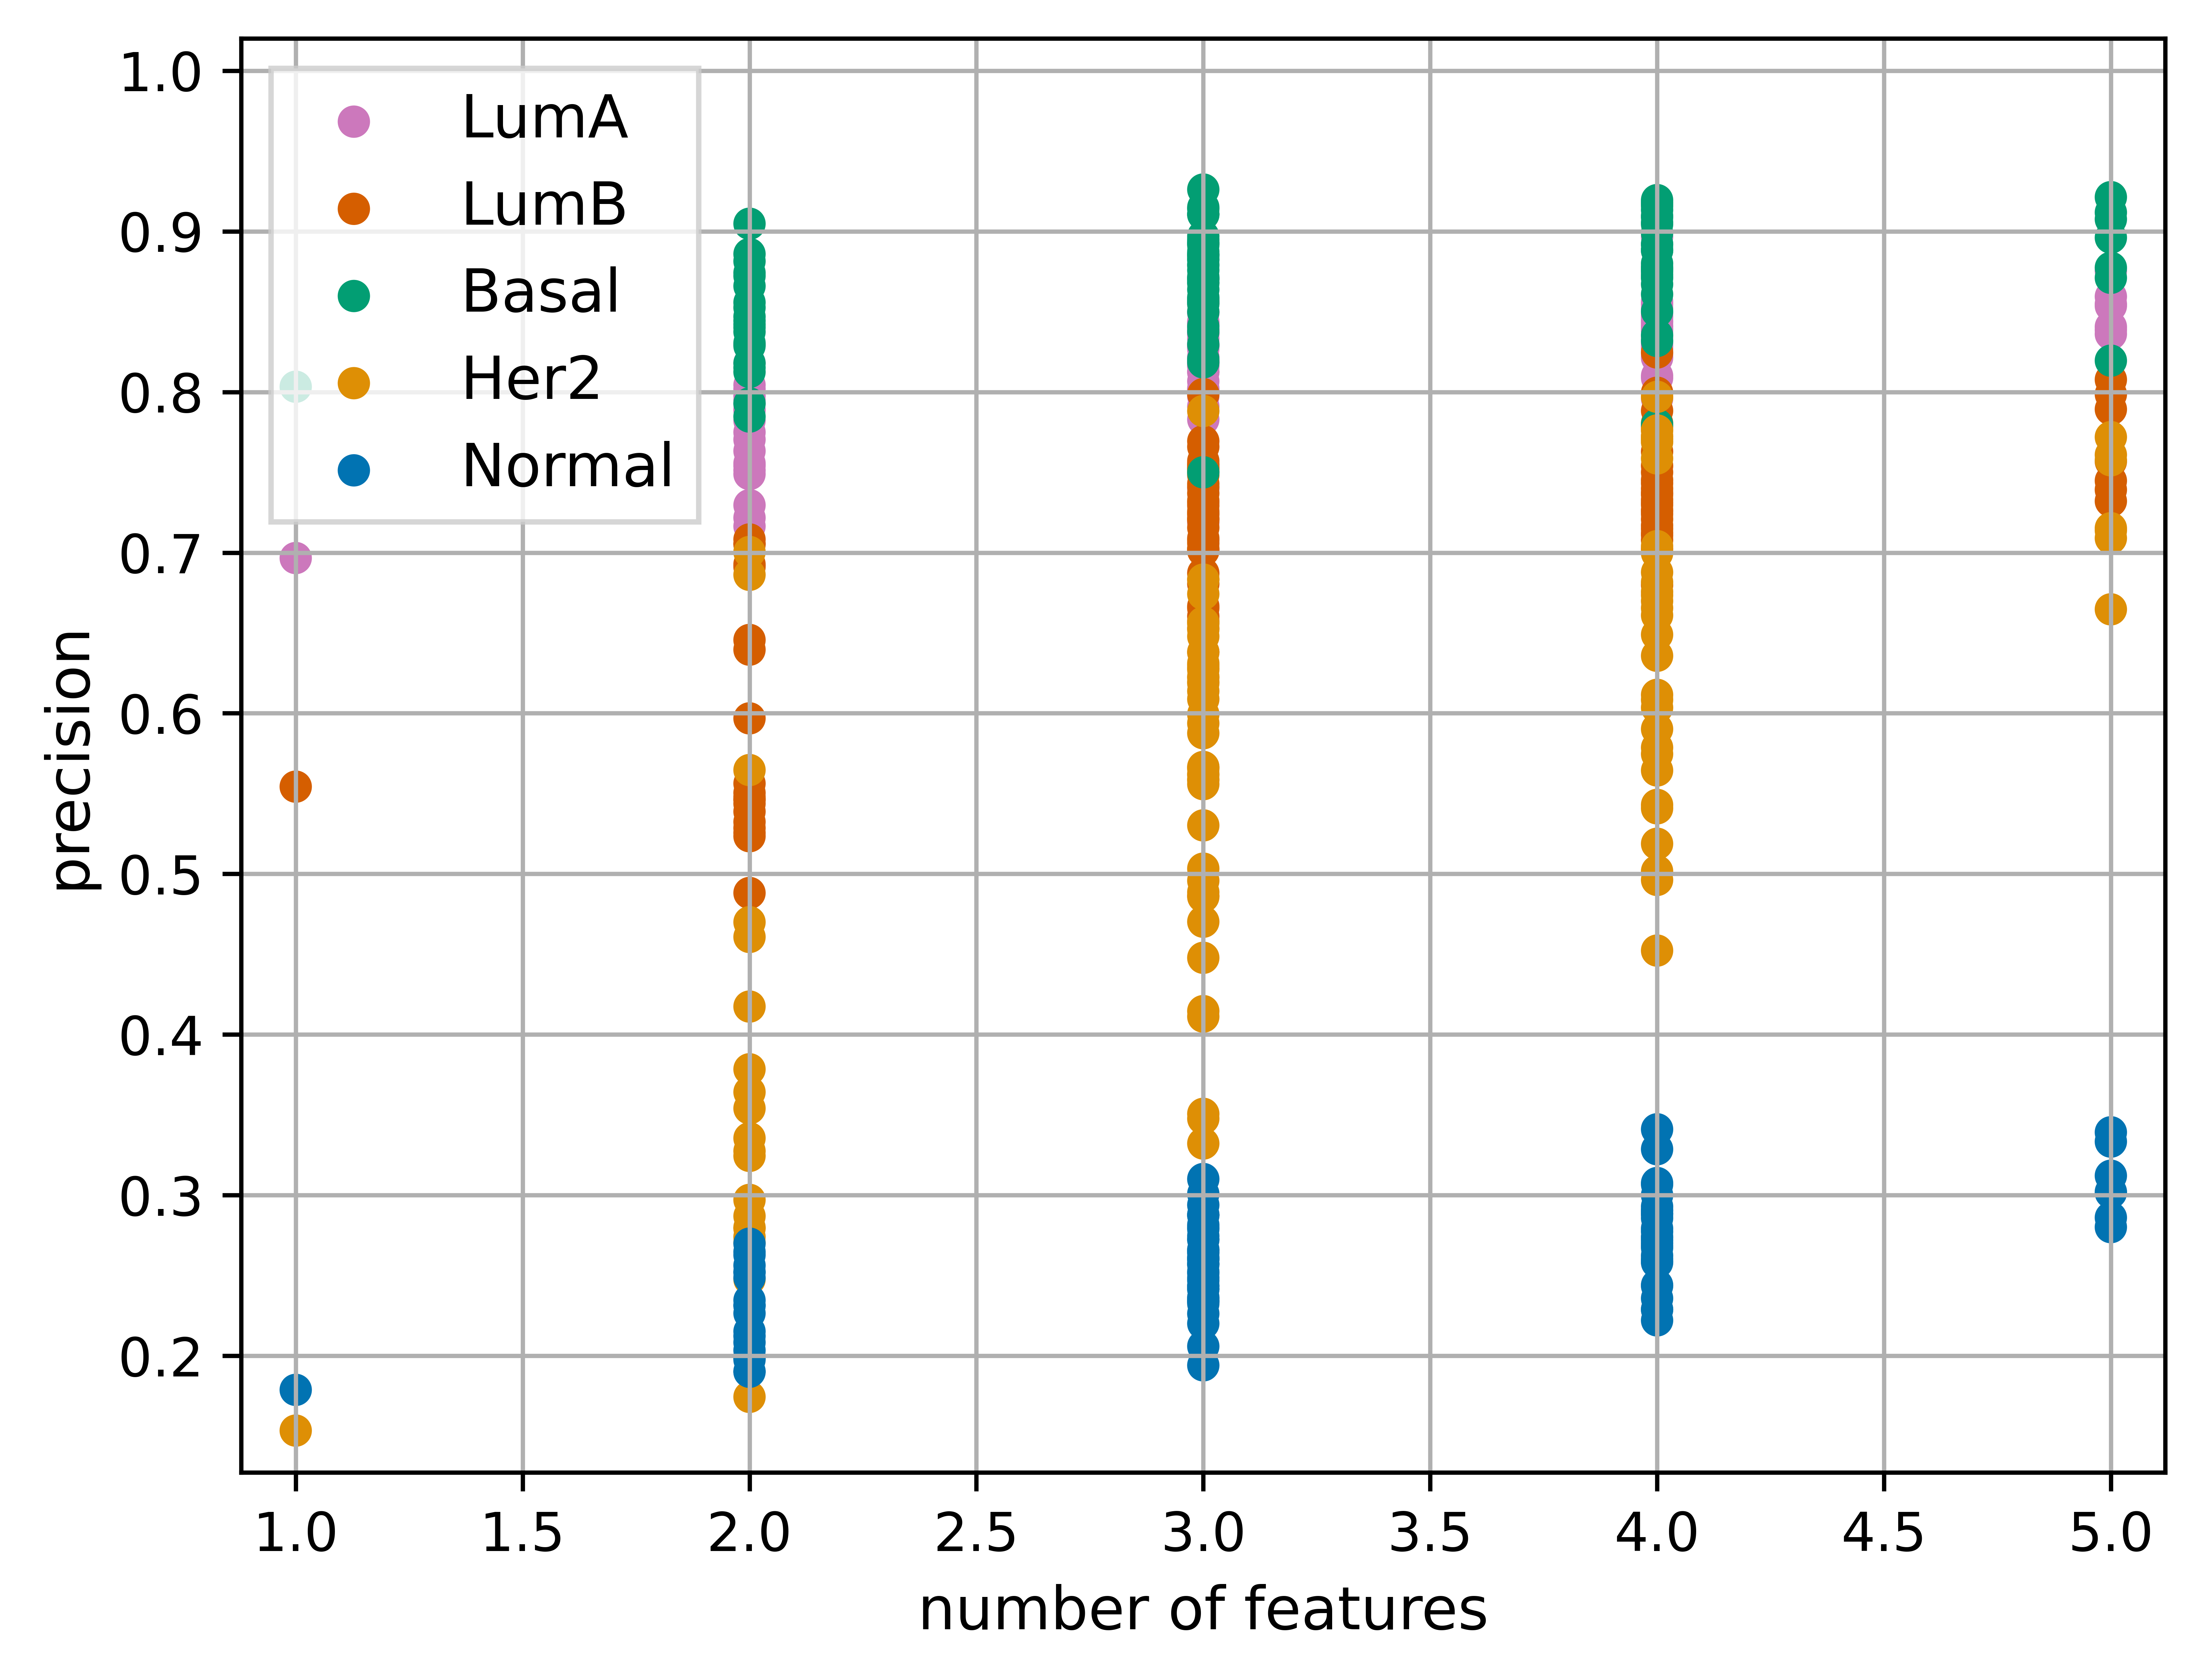 1.0
0.9
0.8
0.7
0.6
0.5
0.4
0.3
0.2
precision
LumA
LumB
Basal
Her2
Normal
1.0 1.5 2.0 2.5 3.0 3.5 4.0 4.5 5.0
number of features